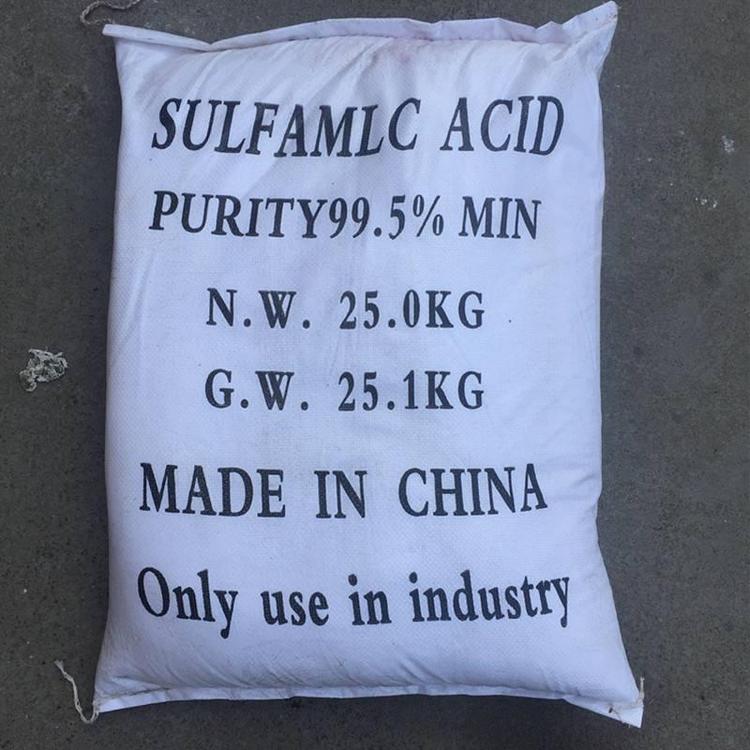 SULFAMLC ACID
PURITY99.5% MIN
N.W. 25.0KG
G.W. 25.1KG
MADE IN CHINA
Only use in industry